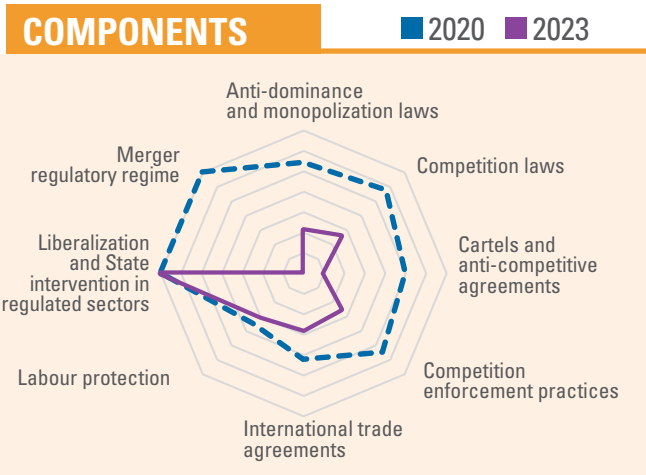 COMPONENTS
2020 2023
Anti-dominance
and monopolization laws
Merger
regulatory regime
Competition laws
Liberalization
and State
intervention in
regulated sectors
Cartels and
anti-competitive
agreements
Labour protection
Competition
enforcement practices
International trade
agreements